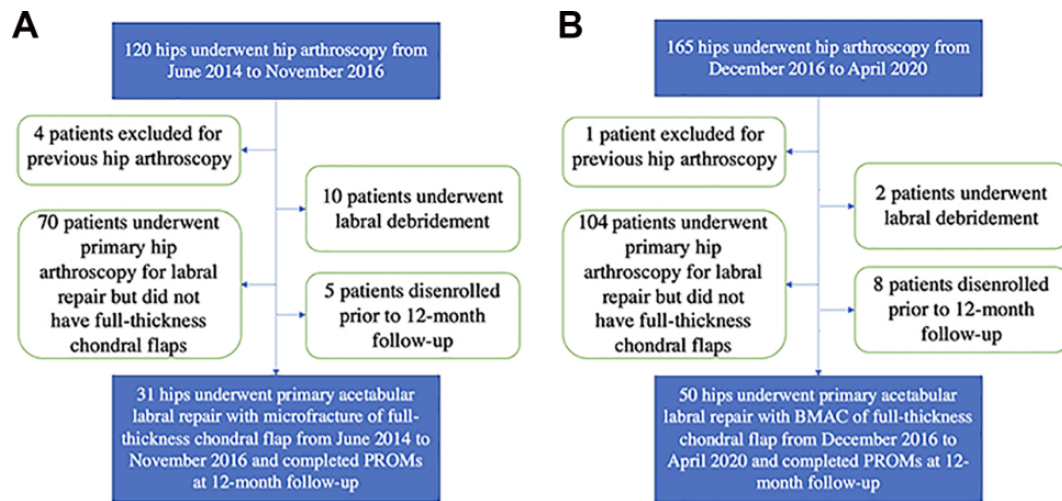 A
120 hips underwent hip arthroscopy from
June 2014 to November 2016
4 patients excluded for
previous hip arthroscopy
10 patients underwent
labral debridement
70 patients underwent
primary hip
arthroscopy for labral
repair but did not
have full-thickness
chondral flaps
5 patients disenrolled
prior to 12-month
follow-up
31 hips underwent primary acetabular
labral repair with microfracture of full-
thickness chondral flap from June 2014 to
November 2016 and completed PROMs
at 12-month follow-up
B
165 hips underwent hip arthroscopy from
December 2016 to April 2020
1 patient excluded for
previous hip arthroscopy
2 patients underwent
labral debridement
104 patients underwent
primary hip
arthroscopy for labral
repair but did not
have full-thickness
chondral flaps
8 patients disenrolled
prior to 12-month
follow-up
50 hips underwent primary acetabular
labral repair with BMAC of full-thickness
chondral flap from December 2016 to
April 2020 and completed PROMs at 12-
month follow-up